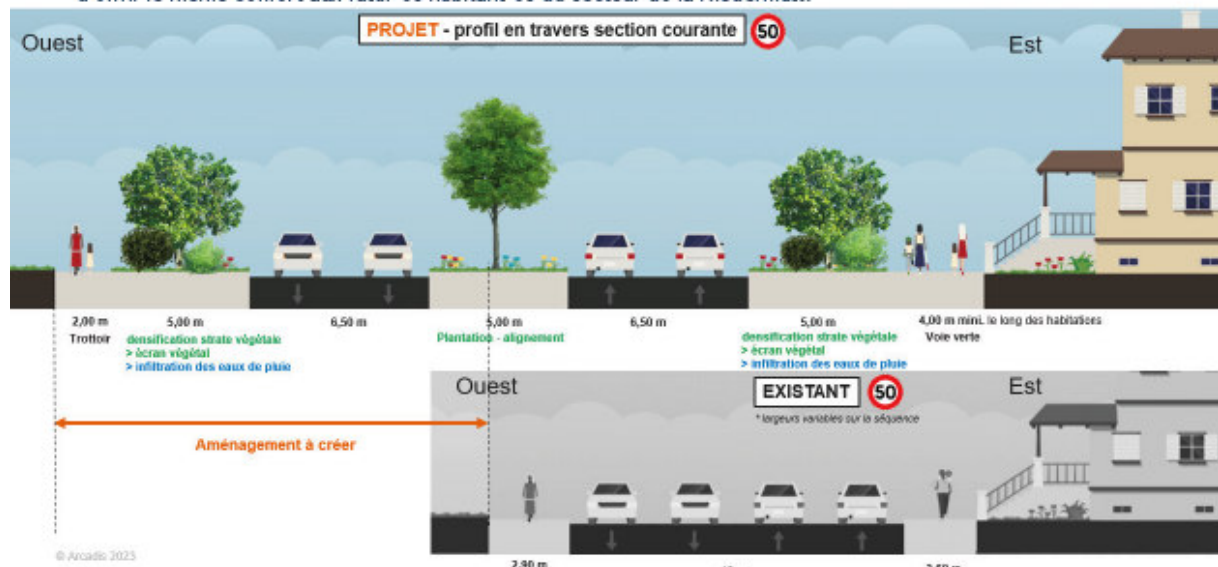 Ouest
PROJET - profil en travers section courante 50
Est
2,00 m 5,00 m 6,50 m 5,00 m 6,50 m 5,00 m 4,00 m mini. le long des habitations
Trottoir
densification strate végétale
> écran végétal
> infiltration des eaux de pluie
Plantation - alignement
densification strate végétale
> écran végétal
> infiltration des eaux de pluie
Voie verte
Ouest
EXISTANT 50
Est
* largeurs variables sur la séquence
Aménagement à créer
© Arcadis 2023
2,90 m